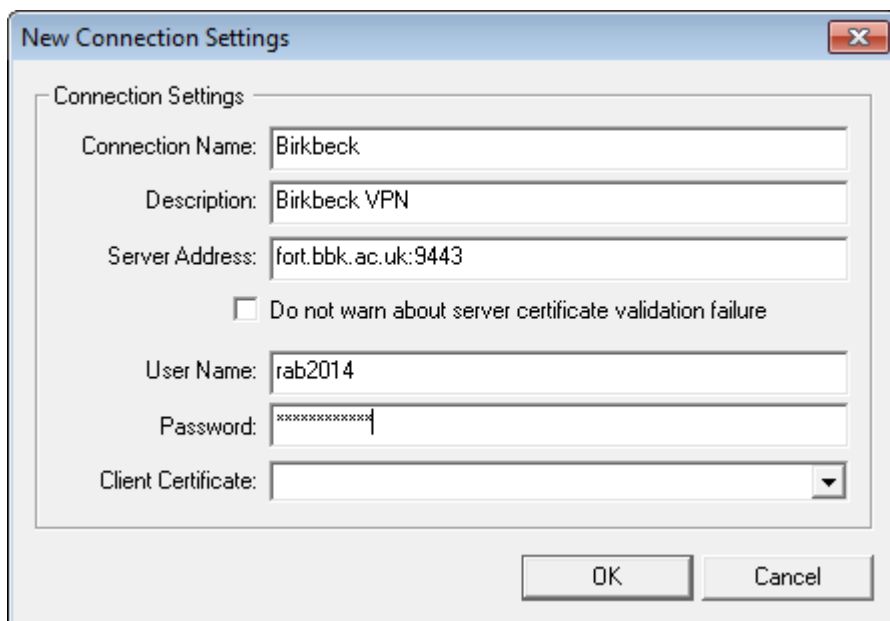 New Connection Settings
Connection Settings
Connection Name: Birkbeck
Description: Birkbeck VPN
Server Address: fort.bbk.ac.uk:9443
Do not warn about server certificate validation failure
User Name: rab2014
Password: ************
Client Certificate:
OK Cancel